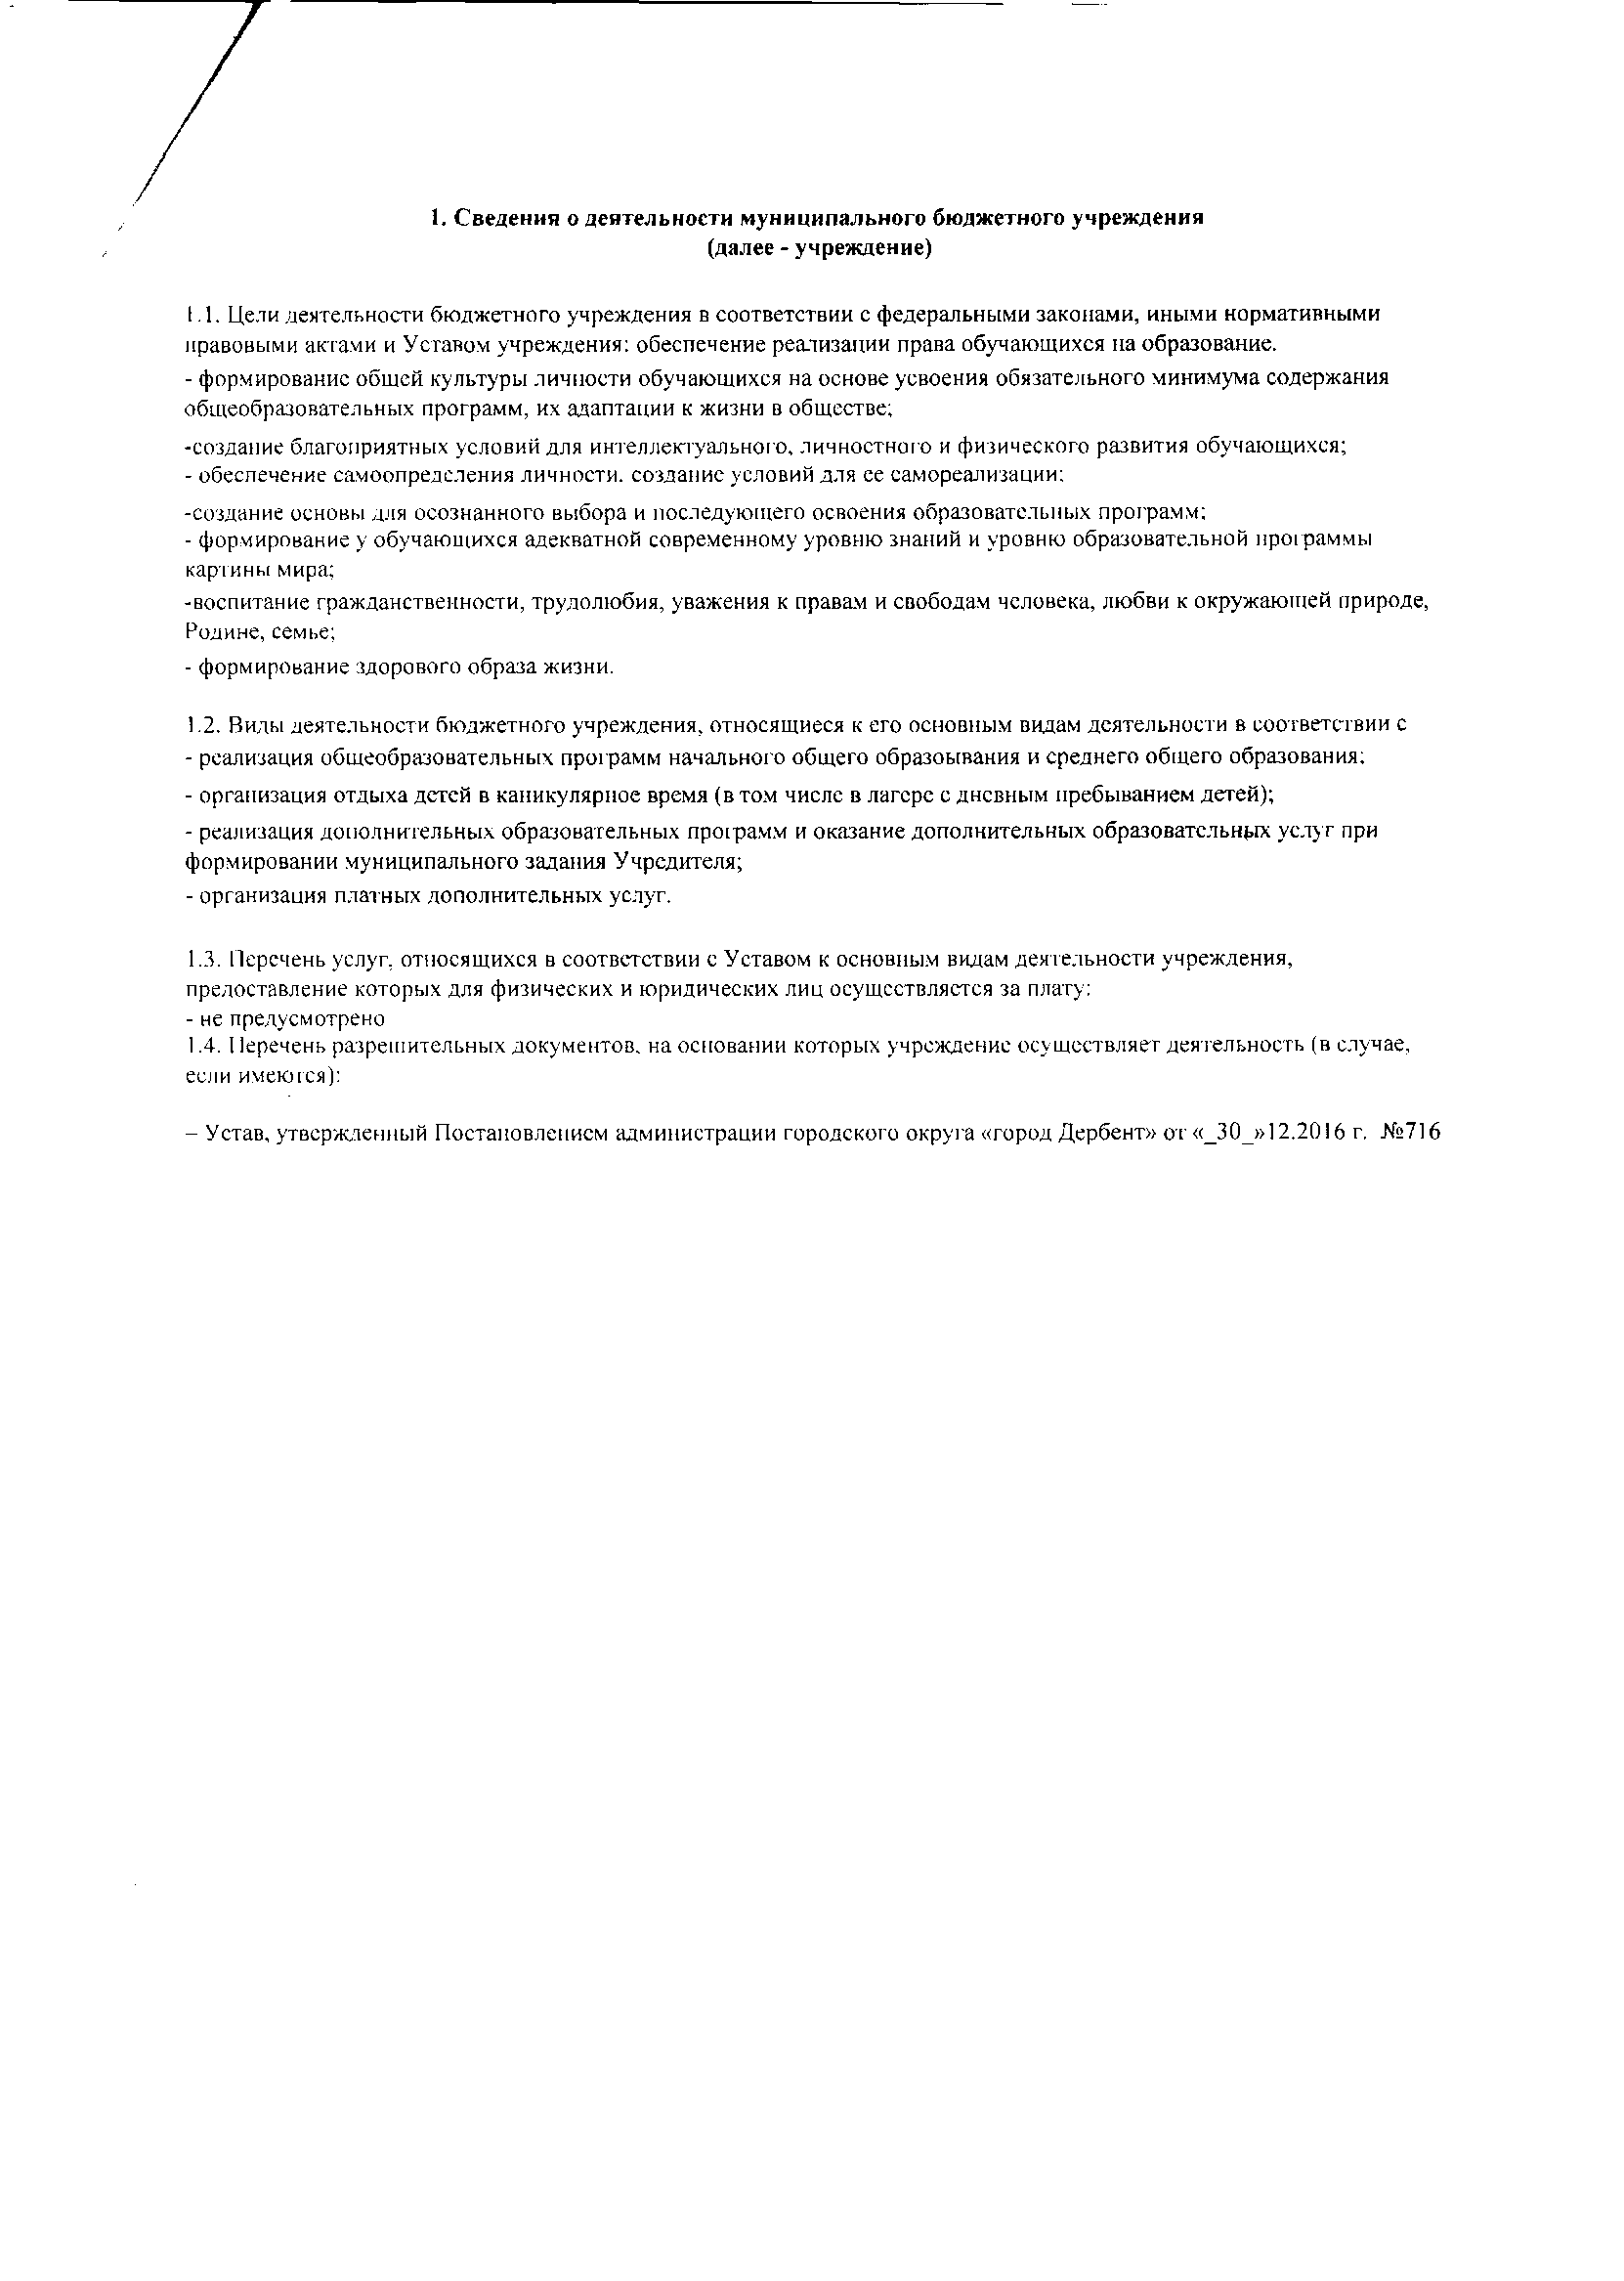 1. Сведения о деятельности муниципального бюджетного учреждения
(далее - учреждение)
1.1. Цели деятельности бюджетного учреждения в соответствии с федеральными законами, иными нормативными
правовыми актами и Уставом учреждения: обеспечение реализации права обучающихся на образование.
- формирование общей культуры личности обучающихся на основе усвоения обязательного минимума содержания
общеобразовательных программ, их адаптации к жизни в обществе;
-создание благоприятных условий для интеллектуального, личностного и физического развития обучающихся;
- обеспечение самоопределения личности. создание условий для ее самореализации;
-создание основы для осознанного выбора и последующего освоения образовательных программ;
- формирование у обучающихся адекватной современному уровню знаний и уровню образовательной программы
картины мира;
-воспитание гражданственности, трудолюбия, уважения к правам и свободам человека, любви к окружающей природе,
Родине, семье;
- формирование здорового образа жизни.
1.2. Виды деятельности бюджетного учреждения, относящиеся к его основным видам деятельности в соответствии с
- реализация общеобразовательных программ начального общего образоывания и среднего общего образования;
- организация отдыха детей в каникулярное время (в том числе в лагере с дневным пребыванием детей);
- реализация дополнительных образовательных программ и оказание дополнительных образовательных услуг при
формировании муниципального задания Учредителя;
- организация платных дополнительных услуг.
1.3. Перечень услуг, относящихся в соответствии с Уставом к основным видам деятельности учреждения,
предоставление которых для физических и юридических лиц осуществляется за плату:
- не предусмотрено
1.4. Перечень разрешительных документов, на основании которых учреждение осуществляет деятельность (в случае,
если имеются):
– Устав, утвержденный Постановлением администрации городского округа «город Дербент» от «_30_»12.2016 г. №716